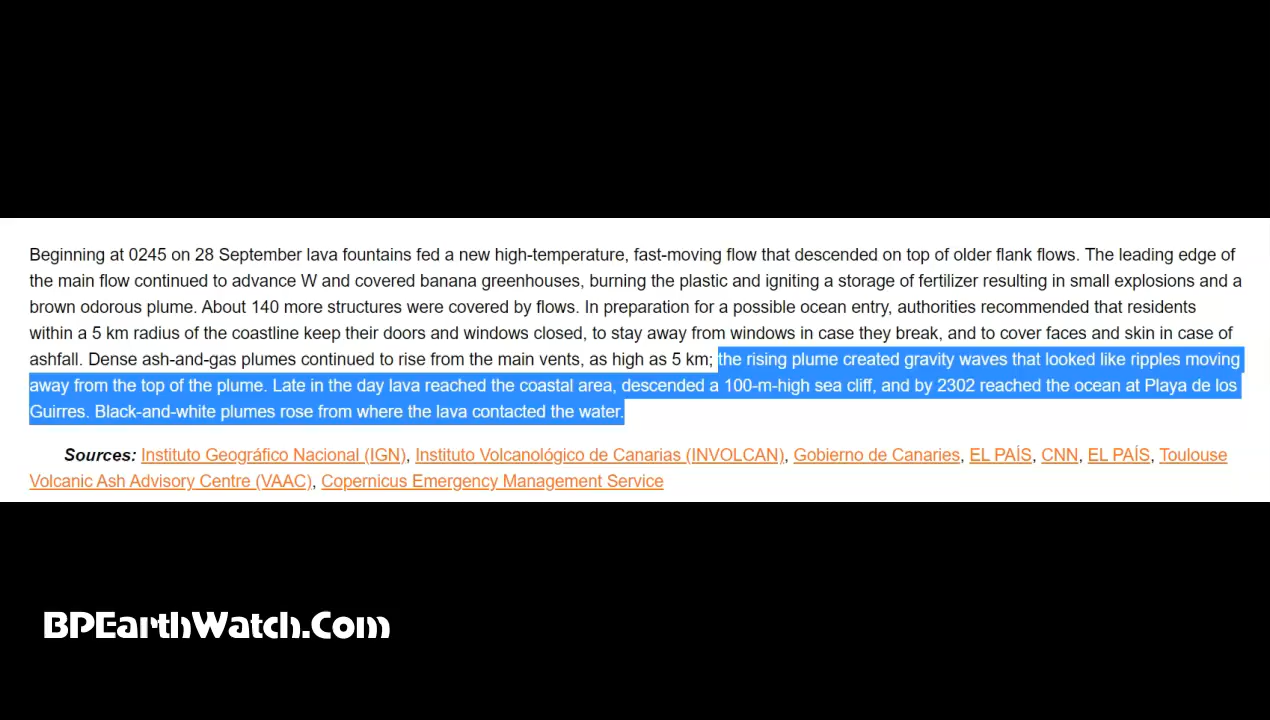 Beginning at 0245 on 28 September lava fountains fed a new high-temperature, fast-moving flow that descended on top of older flank flows. The leading edge of
the main flow continued to advance W and covered banana greenhouses, burning the plastic and igniting a storage of fertilizer resulting in small explosions and a
brown odorous plume. About 140 more structures were covered by flows. In preparation for a possible ocean entry, authorities recommended that residents
within a 5 km radius of the coastline keep their doors and windows closed, to stay away from windows in case they break, and to cover faces and skin in case of
ashfall. Dense ash-and-gas plumes continued to rise from the main vents, as high as 5 km; the rising plume created gravity waves that looked like ripples moving
away from the top of the plume. Late in the day lava reached the coastal area, descended a 100-m-high sea cliff, and by 2302 reached the ocean at Playa de los
Guirres. Black-and-white plumes rose from where the lava contacted the water.
Sources: Instituto Geográfico Nacional (IGN), Instituto Volcanológico de Canarias (INVOLCAN), Gobierno de Canaries, EL PAÍS, CNN, EL PAÍS, Toulouse
Volcanic Ash Advisory Centre (VAAC), Copernicus Emergency Management Service
BPEarthWatch.Com